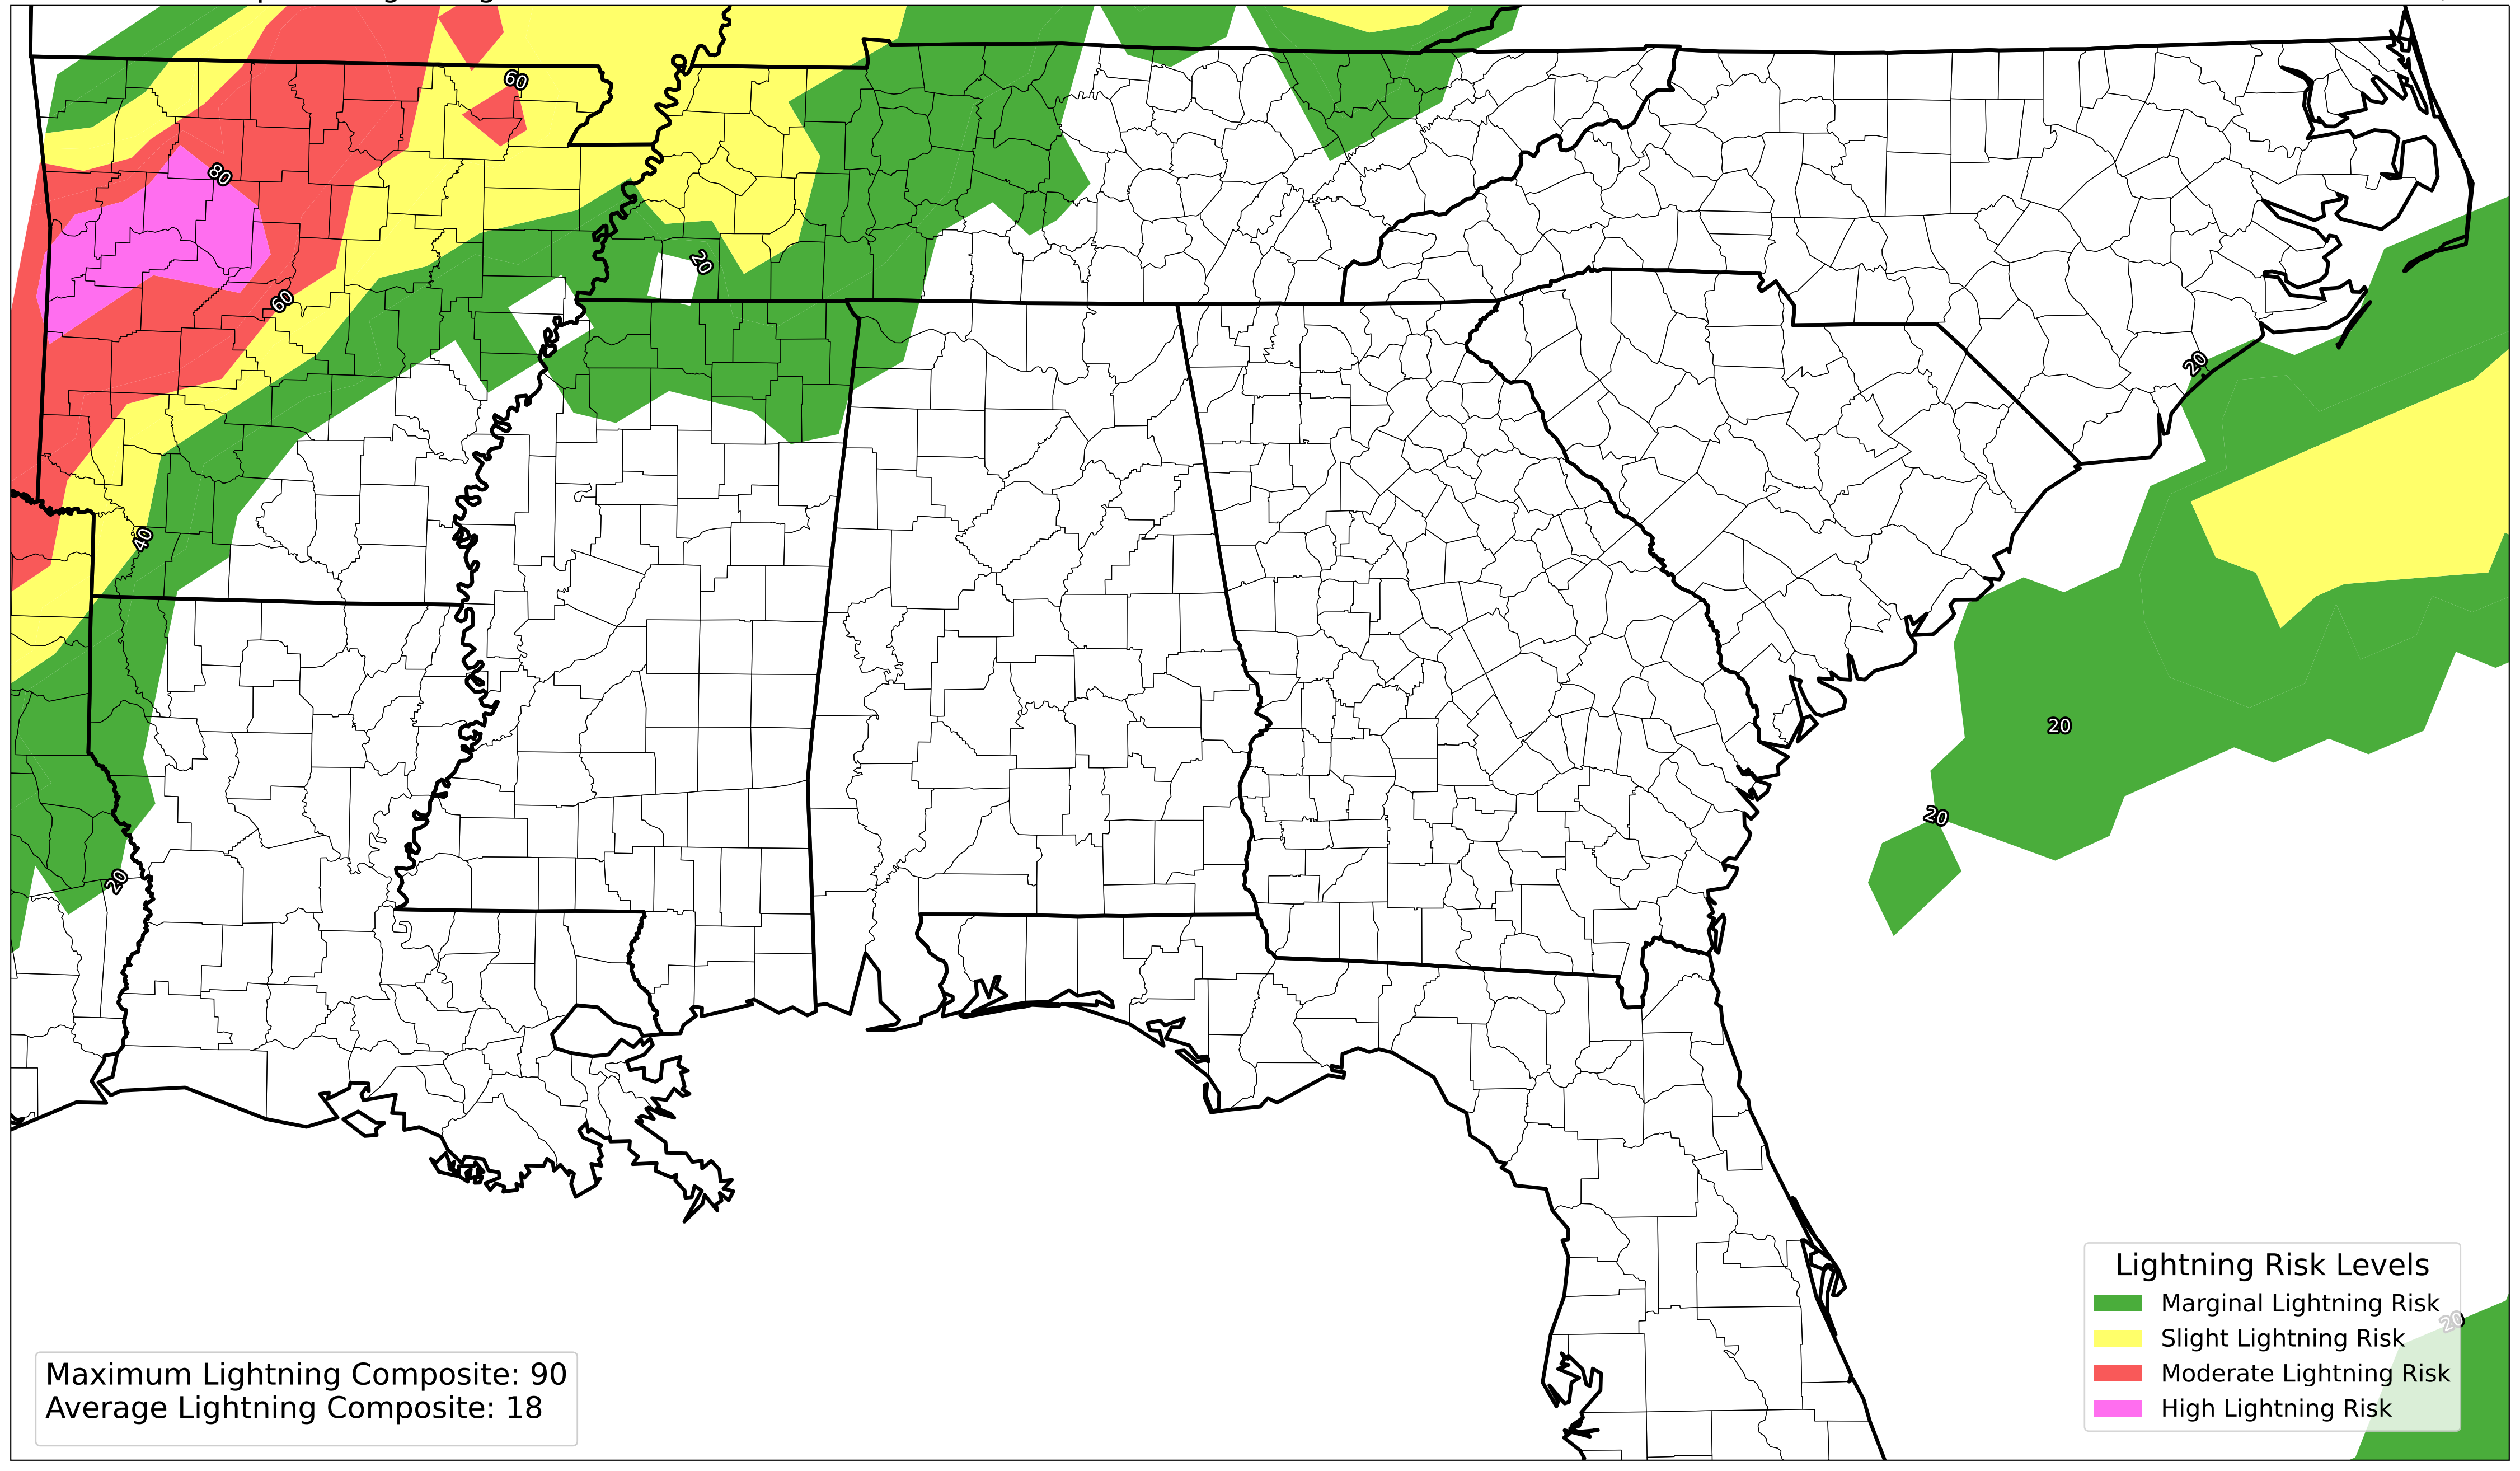 60
80
20
60
20
40
20
20
20
Lightning Risk Levels
Marginal Lightning Risk
Slight Lightning Risk
Moderate Lightning Risk
High Lightning Risk
20
Maximum Lightning Composite: 90
Average Lightning Composite: 18